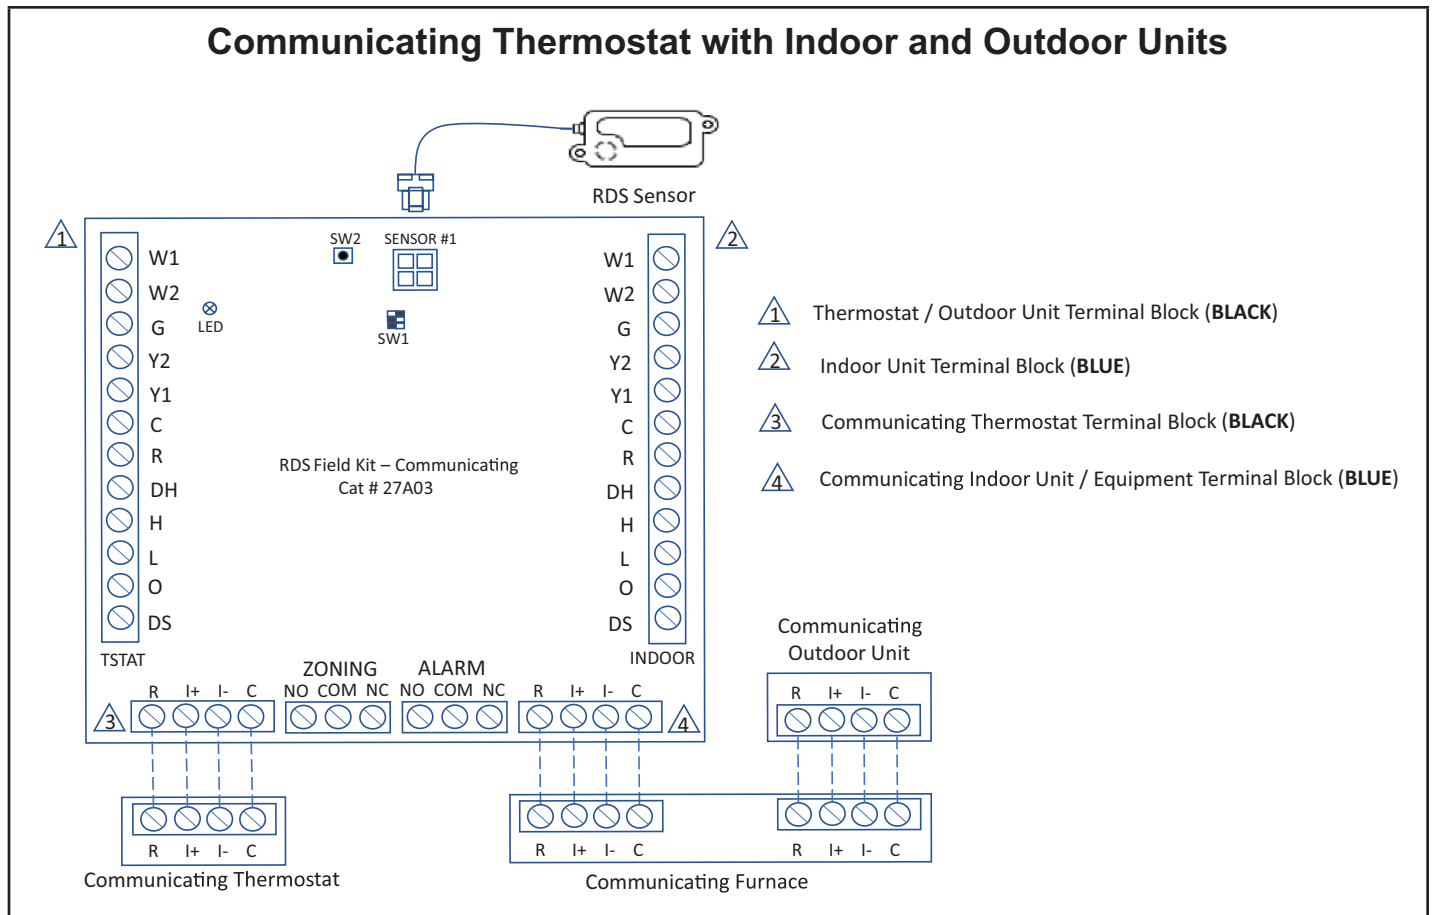 Communicating Thermostat with Indoor and Outdoor Units
RDS Sensor
1
2
SW2
SENSOR #1
LED
SW1
W1
W2
G
Y2
Y1
C
R
DH
H
L
O
DS
TSTAT
RDS Field Kit – Communicating
Cat # 27A03
W1
W2
G
Y2
Y1
C
R
DH
H
L
O
DS
INDOOR
1 Thermostat / Outdoor Unit Terminal Block (BLACK)
2 Indoor Unit Terminal Block (BLUE)
3 Communicating Thermostat Terminal Block (BLACK)
4 Communicating Indoor Unit / Equipment Terminal Block (BLUE)
3
R I+ I- C
ZONING
NO COM NC
ALARM
NO COM NC
R I+ I- C
4
Communicating
Outdoor Unit
R I+ I- C
R I+ I- C
Communicating Thermostat
R I+ I- C
R I+ I- C
Communicating Furnace